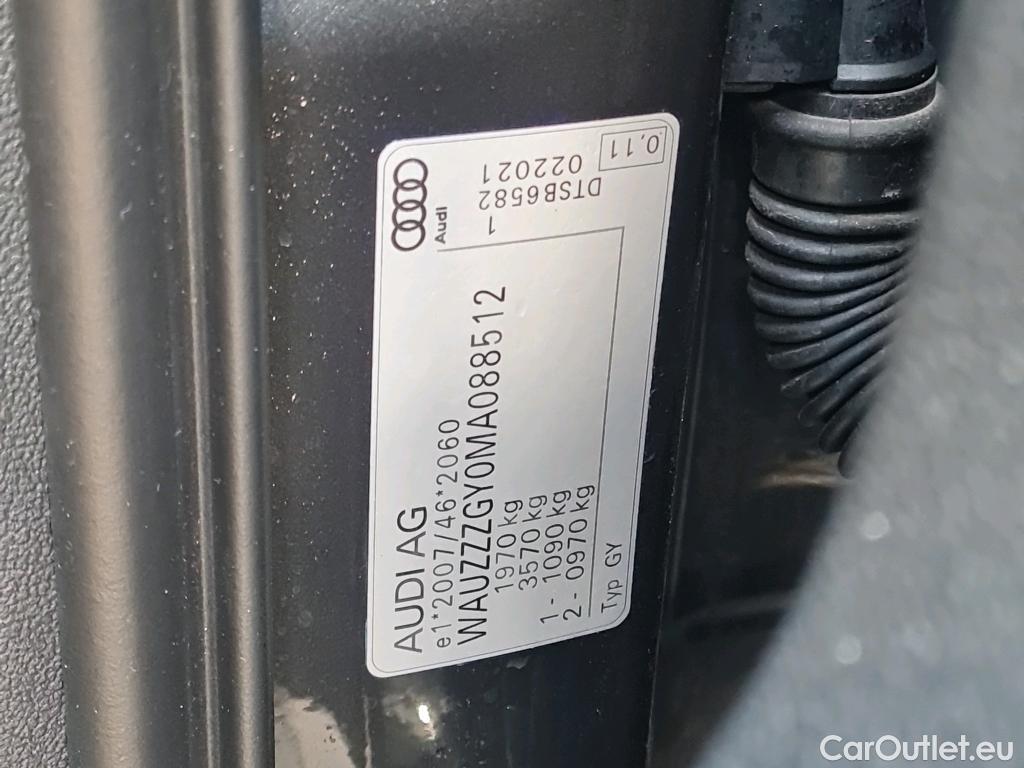 AUDI AG
e1*2007/46*2060
WAUZZZGY0MA088512
1970 kg
3570 kg
1 - 1090 kg
2 - 0970 kg
Typ GY
Audi
1
DTSB6582
022021
0,11
CarOutlet.eu